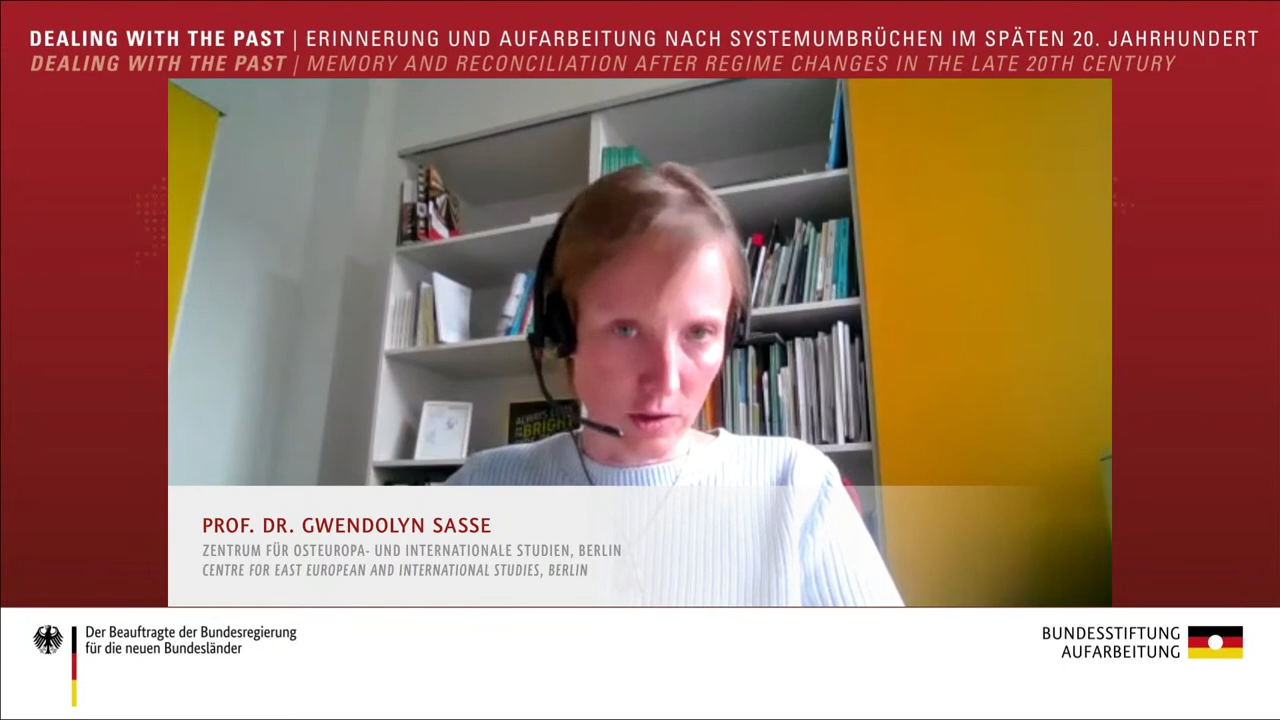 DEALING WITH THE PAST | ERINNERUNG UND AUFARBEITUNG NACH SYSTEMUMBRÜCHEN IM SPÄTEN 20. JAHRHUNDERT
DEALING WITH THE PAST | MEMORY AND RECONCILIATION AFTER REGIME CHANGES IN THE LATE 20TH CENTURY
ALWAYS
BRIGHT
PROF. DR. GWENDOLYN SASSE
ZENTRUM FÜR OSTEUROPA- UND INTERNATIONALE STUDIEN, BERLIN
CENTRE FOR EAST EUROPEAN AND INTERNATIONAL STUDIES, BERLIN
Der Beauftragte der Bundesregierung
für die neuen Bundesländer
BUNDESSTIFTUNG
AUFARBEITUNG